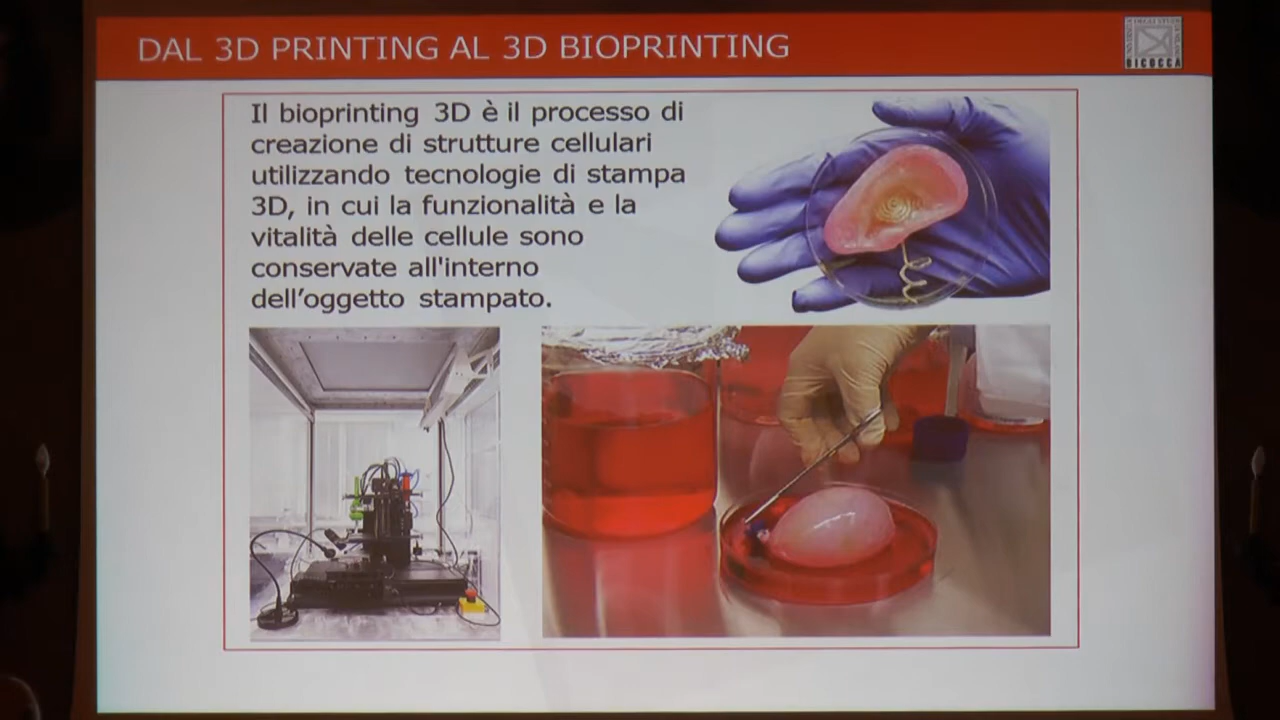 DAL 3D PRINTING AL 3D BIOPRINTING
BICOCCA
Il bioprinting 3D è il processo di
creazione di strutture cellulari
utilizzando tecnologie di stampa
3D, in cui la funzionalità e la
vitalità delle cellule sono
conservate all'interno
dell’oggetto stampato.